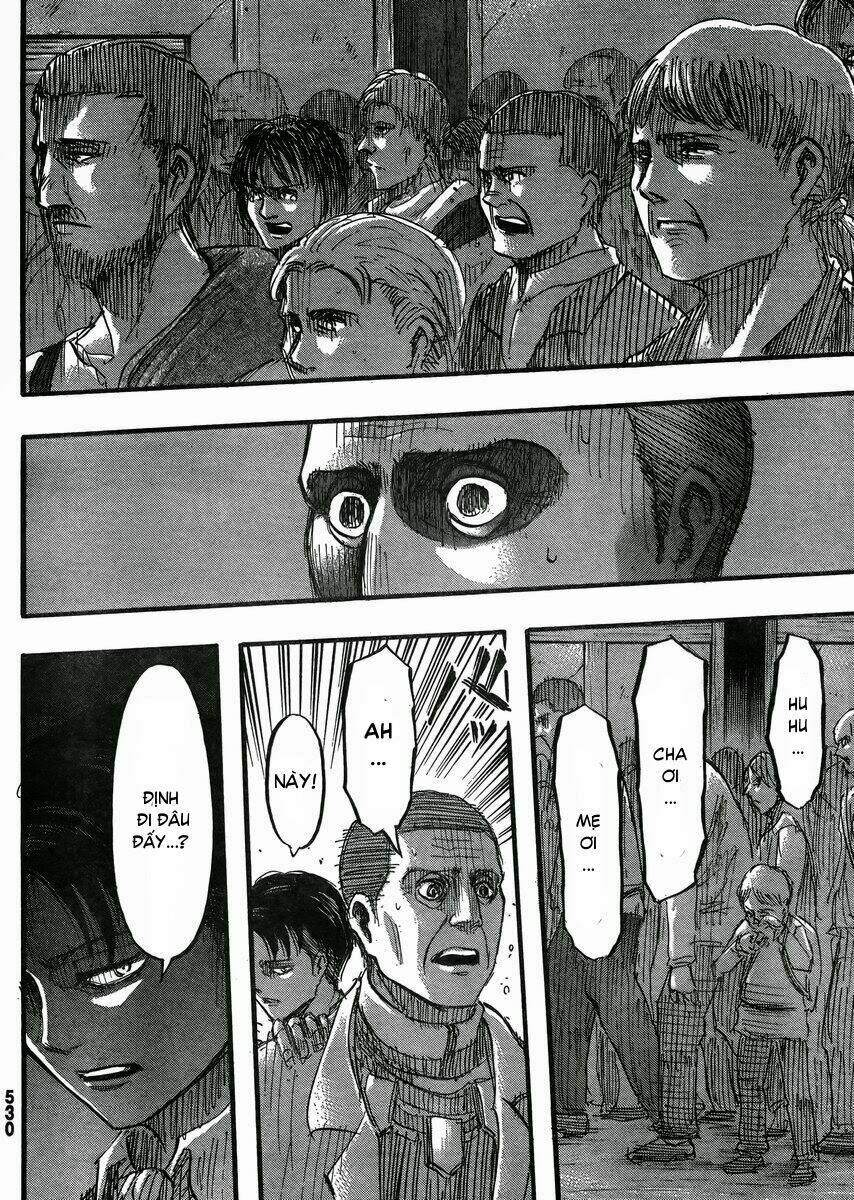 HU
HU
...
CHA
ƠI
...
MẸ
ƠI
...
AH
...
NÀY!
ĐỊNH
ĐI ĐÂU
ĐẤY...?
530